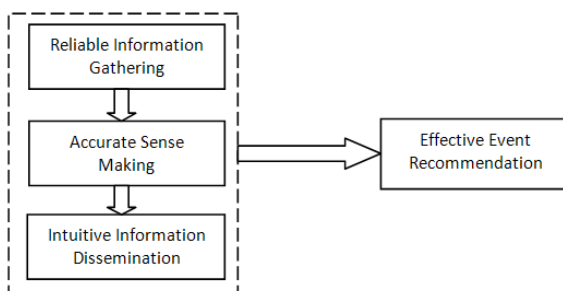 Reliable Information
Gathering
Accurate Sense
Making
Intuitive Information
Dissemination
Effective Event
Recommendation